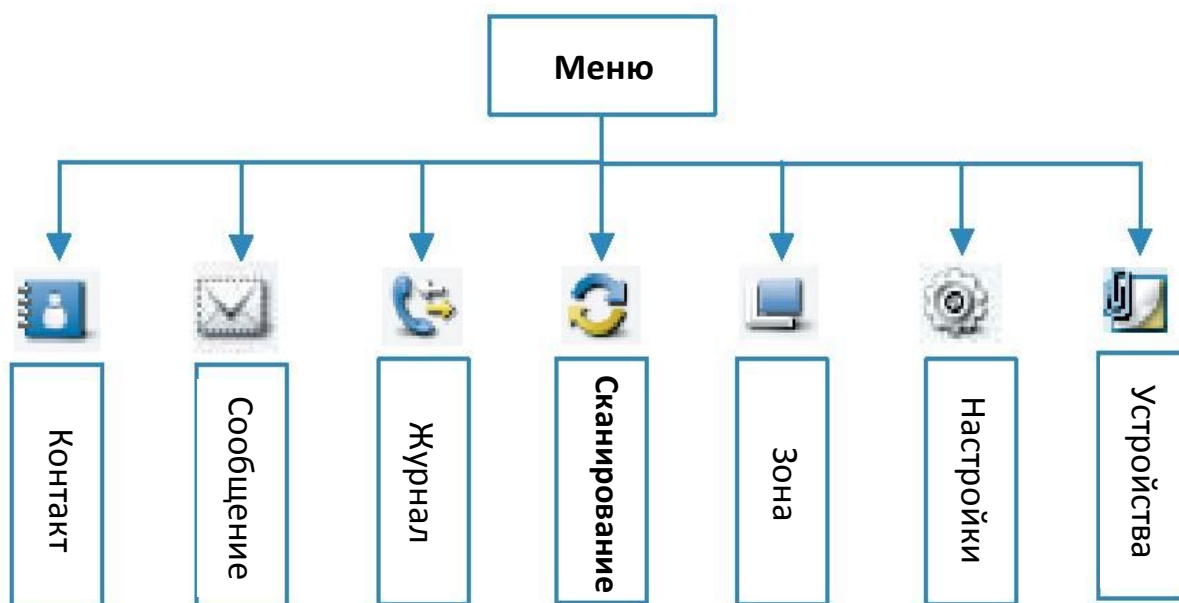 Меню
Контакт
Сообщение
Журнал
Сканирование
Зона
Настройки
Устройства